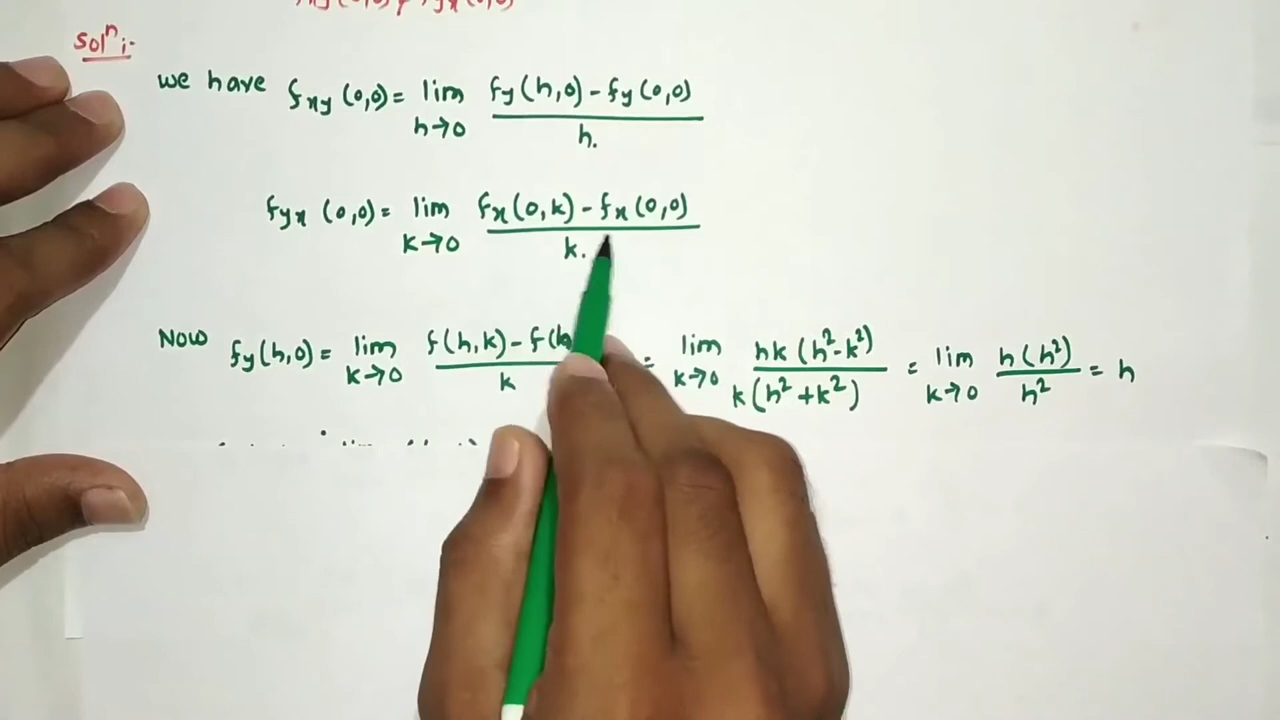 Solⁿ :-
we have fxy (0,0) = lim h→0 fy(h,0) - fy(0,0) / h.
fyx (0,0) = lim k→0 fx(0,k) - fx(0,0) / k.
Now fy(h,0) = lim k→0 f(h,k) - f(h / k = lim k→0 hk(h²-k²) / k(h²+k²) = lim k→0 h(h²) / h² = h